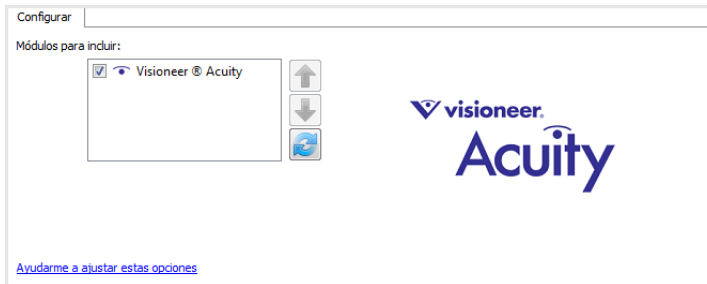 Configurar
Módulos para incluir:
Visioneer ® Acuity
visioneer.
Acuity
Ayudarme a ajustar estas opciones